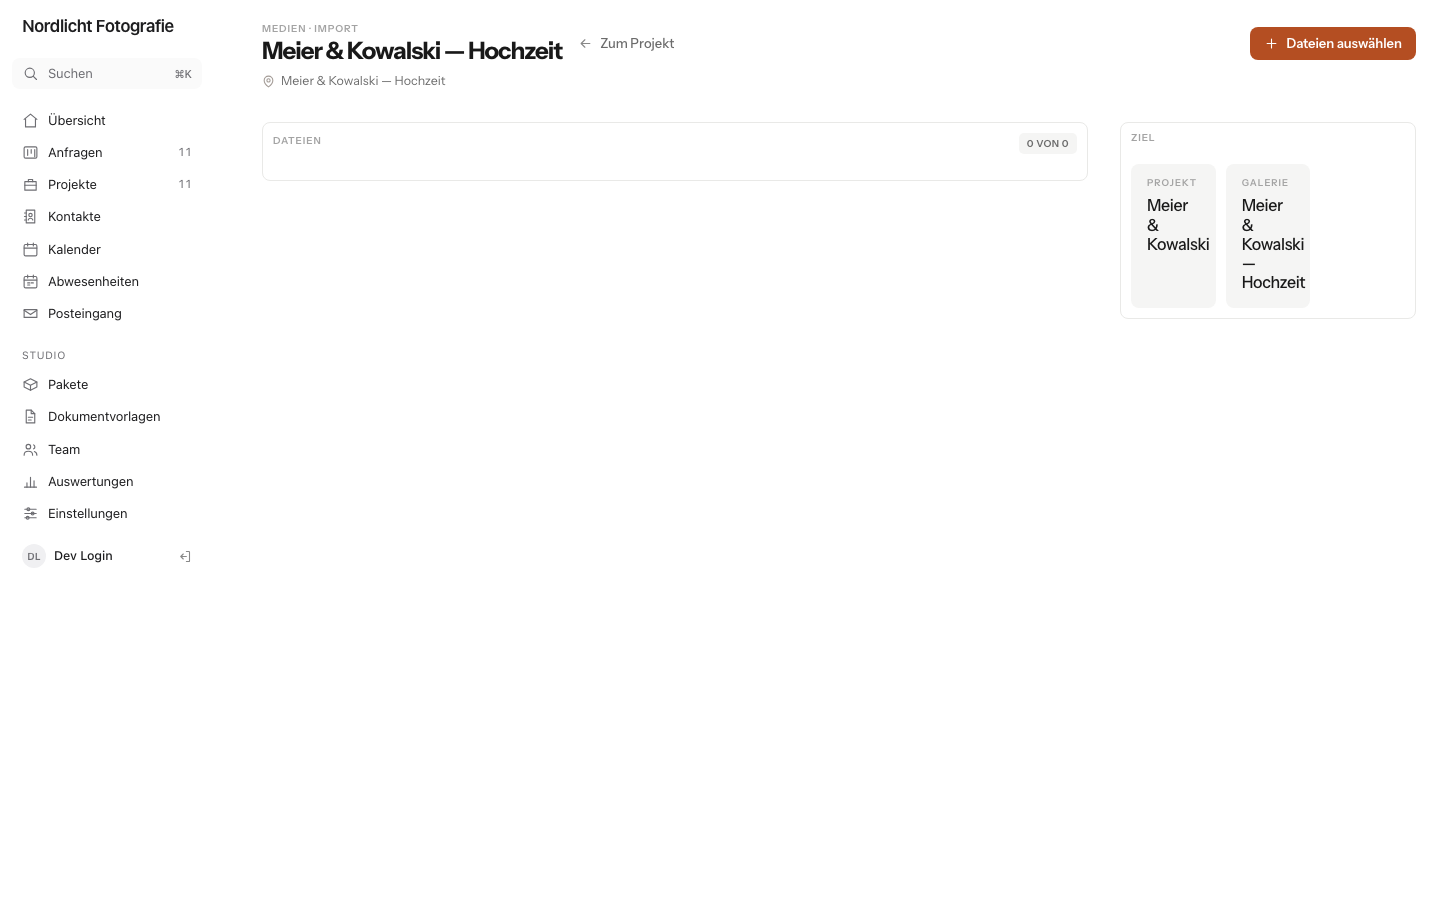 Nordlicht Fotografie
Suchen ⌘K
Übersicht
Anfragen 11
Projekte 11
Kontakte
Kalender
Abwesenheiten
Posteingang
STUDIO
Pakete
Dokumentvorlagen
Team
Auswertungen
Einstellungen
DL Dev Login
MEDIEN · IMPORT
Meier & Kowalski — Hochzeit
Zum Projekt
Meier & Kowalski — Hochzeit
Dateien auswählen
DATEIEN
0 VON 0
ZIEL
PROJEKT
Meier
&
Kowalski
GALERIE
Meier
&
Kowalski
—
Hochzeit